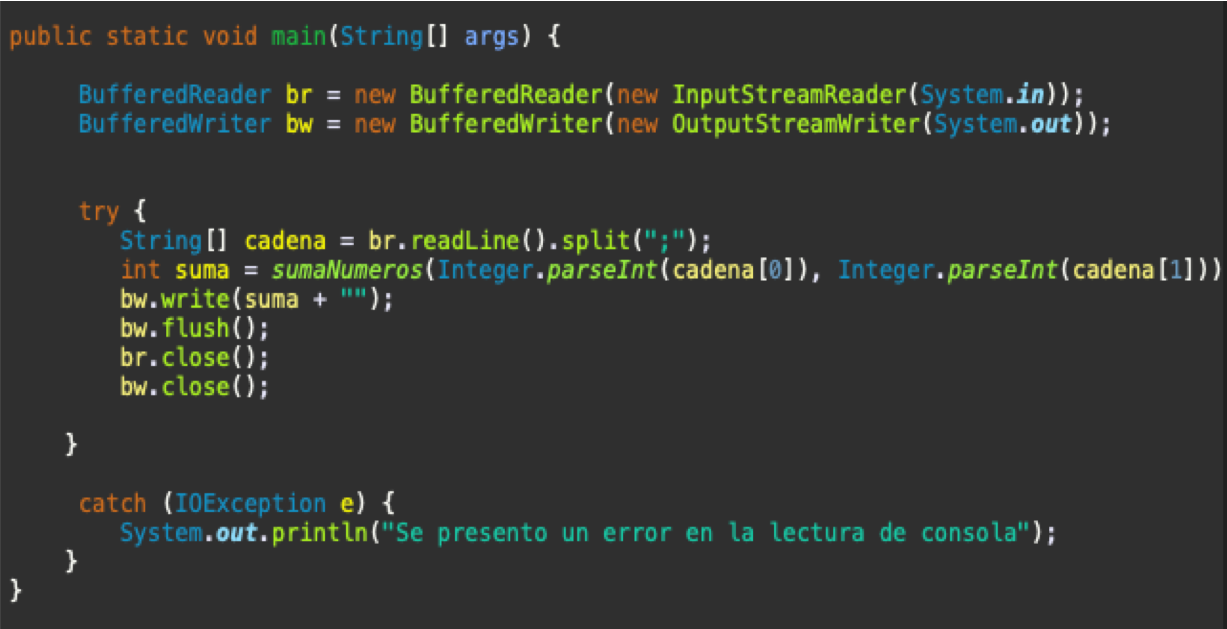 public static void main(String[] args) {
BufferedReader br = new BufferedReader(new InputStreamReader(System.in));
BufferedWriter bw = new BufferedWriter(new OutputStreamWriter(System.out));
try {
String[] cadena = br.readLine().split(";");
int suma = sumaNumeros(Integer.parseInt(cadena[0]), Integer.parseInt(cadena[1]))
bw.write(suma + "");
bw.flush();
br.close();
bw.close();
}
catch (IOException e) {
System.out.println("Se presento un error en la lectura de consola");
}
}